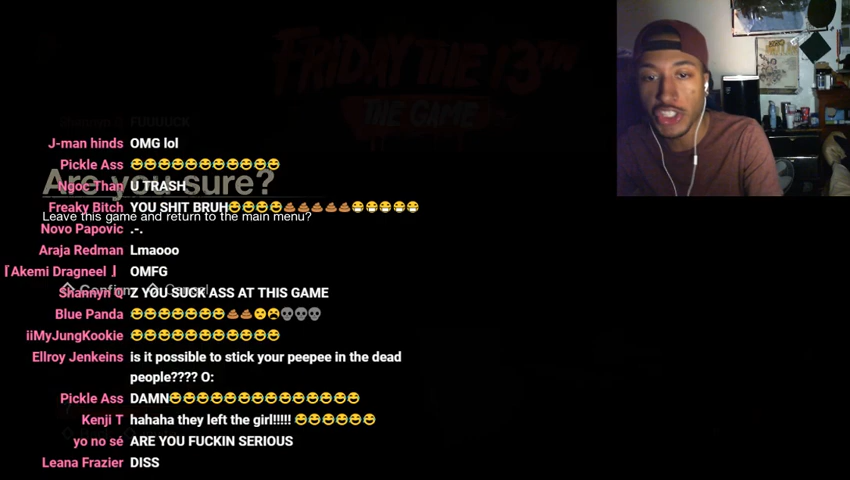 FRIDAY THE 13TH
THE GAME
FUUUUCK
J-man hinds OMG lol
Pickle Ass 😂😂😂😂😂😂😂😂😂😂😂
Are you sure?
Ngoc Than U TRASH
Freaky Bitch YOU SHIT BRUH😂😂😂😂💩💩💩💩💩😷😷😷😷😷
Leave this game and return to the main menu?
Novo Papovic .-.
Araja Redman Lmaooo
「Akemi Dragneel 」 OMFG
Confirm Cancel
Shannyn Q Z YOU SUCK ASS AT THIS GAME
Blue Panda 😂😂😂😂😂😂😂💩💩😕😭💀💀💀
iiMyJungKookie 😂😂😂😂😂😂😂😂😂😂😂
Ellroy Jenkeins is it possible to stick your peepee in the dead
people???? O:
Pickle Ass DAMN😂😂😂😂😂😂😂😂😂😂😂😂😂😂
Kenji T hahaha they left the girl!!!!! 😂😂😂😂😂😂
yo no sé ARE YOU FUCKIN SERIOUS
Leana Frazier DISS